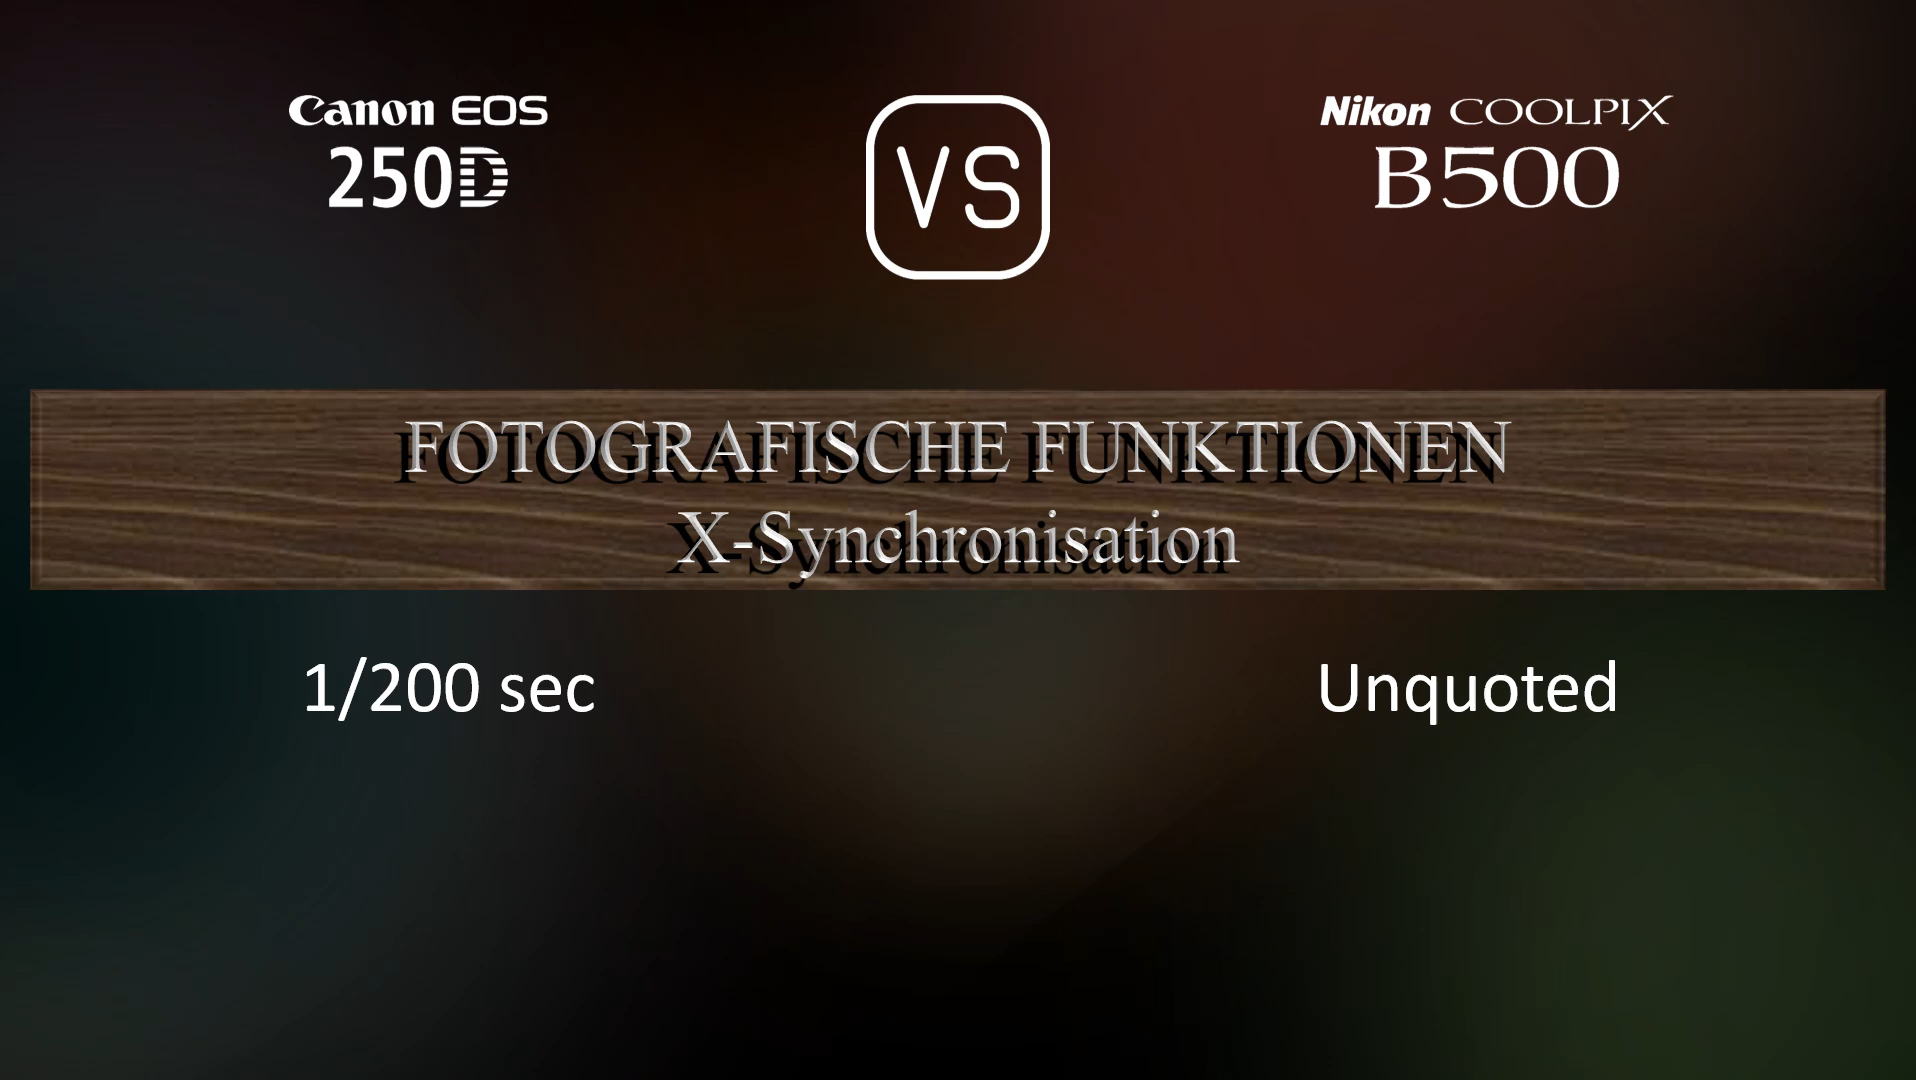 Canon EOS
250D
VS
Nikon COOLPIX
B500
FOTOGRAFISCHE FUNKTIONEN
X-Synchronisation
1/200 sec
Unquoted